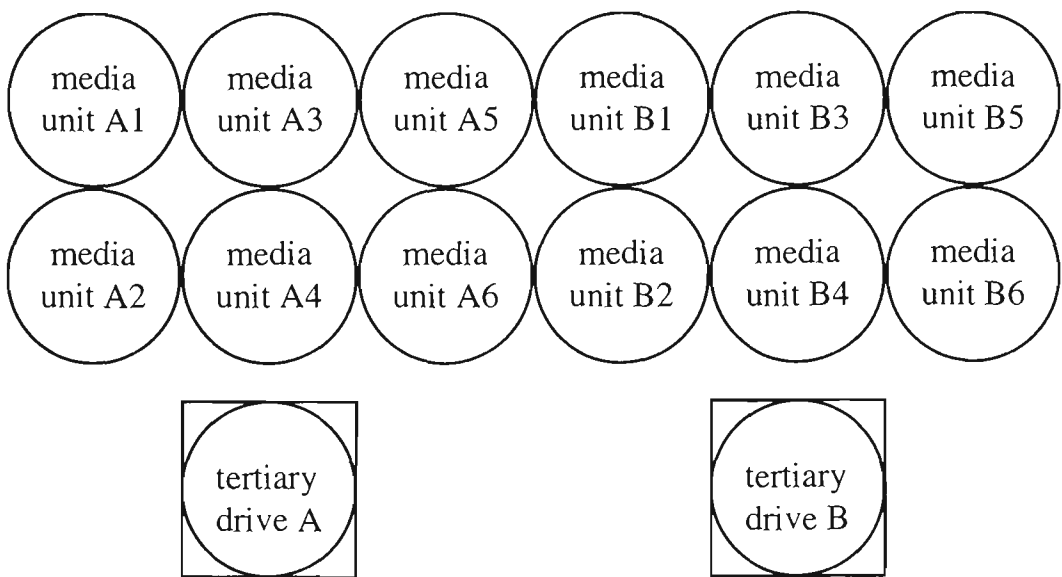 media
unit A1
media
unit A3
media
unit A5
media
unit B1
media
unit B3
media
unit B5
media
unit A2
media
unit A4
media
unit A6
media
unit B2
media
unit B4
media
unit B6
tertiary
drive A
tertiary
drive B